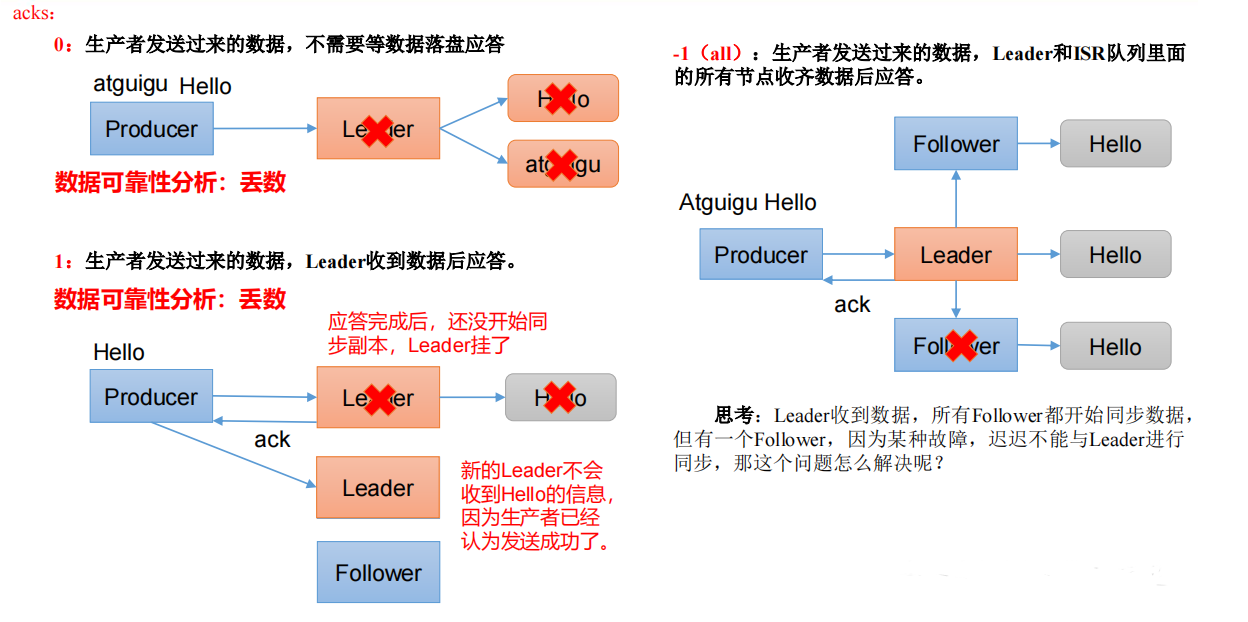 acks:
0：生产者发送过来的数据，不需要等数据落盘应答
atguigu Hello
Producer
Leader
Hello
atguigu
数据可靠性分析：丢数
1：生产者发送过来的数据，Leader收到数据后应答。
数据可靠性分析：丢数
应答完成后，还没开始同
步副本，Leader挂了
Hello
Producer
Leader
Hello
ack
Leader
新的Leader不会
收到Hello的信息，
因为生产者已经
认为发送成功了。
Follower
-1（all）：生产者发送过来的数据，Leader和ISR队列里面
的所有节点收齐数据后应答。
Follower
Hello
Atguigu Hello
Producer
Leader
Hello
ack
Follower
Hello
思考：Leader收到数据，所有Follower都开始同步数据，
但有一个Follower，因为某种故障，迟迟不能与Leader进行
同步，那这个问题怎么解决呢？